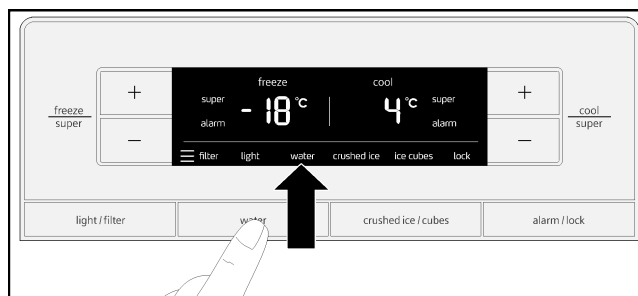 freeze cool
super -18 °C 4 °C super
alarm alarm
filter light water crushed ice ice cubes lock
freeze
super
+
−
+
−
cool
super
light / filter water crushed ice / cubes alarm / lock